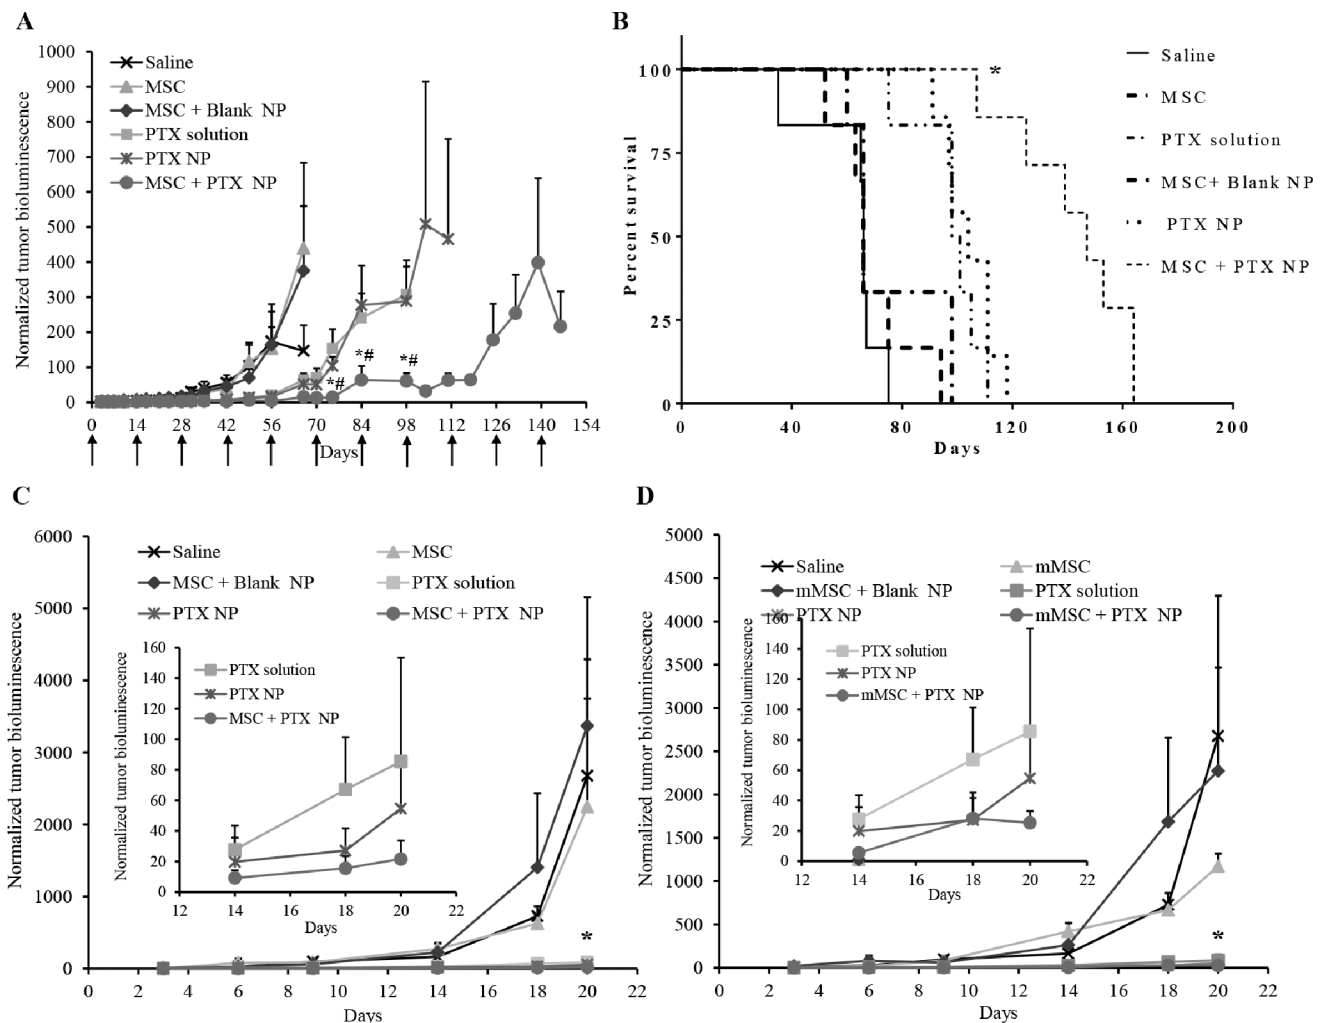 A
Normalized tumor bioluminescence
1000
900
800
700
600
500
400
300
200
100
0
Saline
MSC
MSC + Blank NP
PTX solution
PTX NP
MSC + PTX NP
*#
*#
*#
0 14 28 42 56 70 84 98 112 126 140 154
Days
B
Percent survival
100
75
50
25
0
*
Saline
MSC
PTX solution
MSC+ Blank NP
PTX NP
MSC + PTX NP
0 40 80 120 160 200
Days
C
Normalized tumor bioluminescence
6000
5000
4000
3000
2000
1000
0
Saline MSC
MSC + Blank NP PTX solution
PTX NP MSC + PTX NP
Normalized tumor bioluminescence
160
140
120
100
80
60
40
20
0
PTX solution
PTX NP
MSC + PTX NP
12 14 16 18 20 22
Days
*
0 2 4 6 8 10 12 14 16 18 20 22
Days
D
Normalized tumor bioluminescence
5000
4500
4000
3500
3000
2500
2000
1500
1000
500
0
Saline mMSC
mMSC + Blank NP PTX solution
PTX NP mMSC + PTX NP
Normalized tumor bioluminescence
160
140
120
100
80
60
40
20
0
PTX solution
PTX NP
mMSC + PTX NP
12 14 16 18 20 22
Days
*
0 2 4 6 8 10 12 14 16 18 20 22
Days